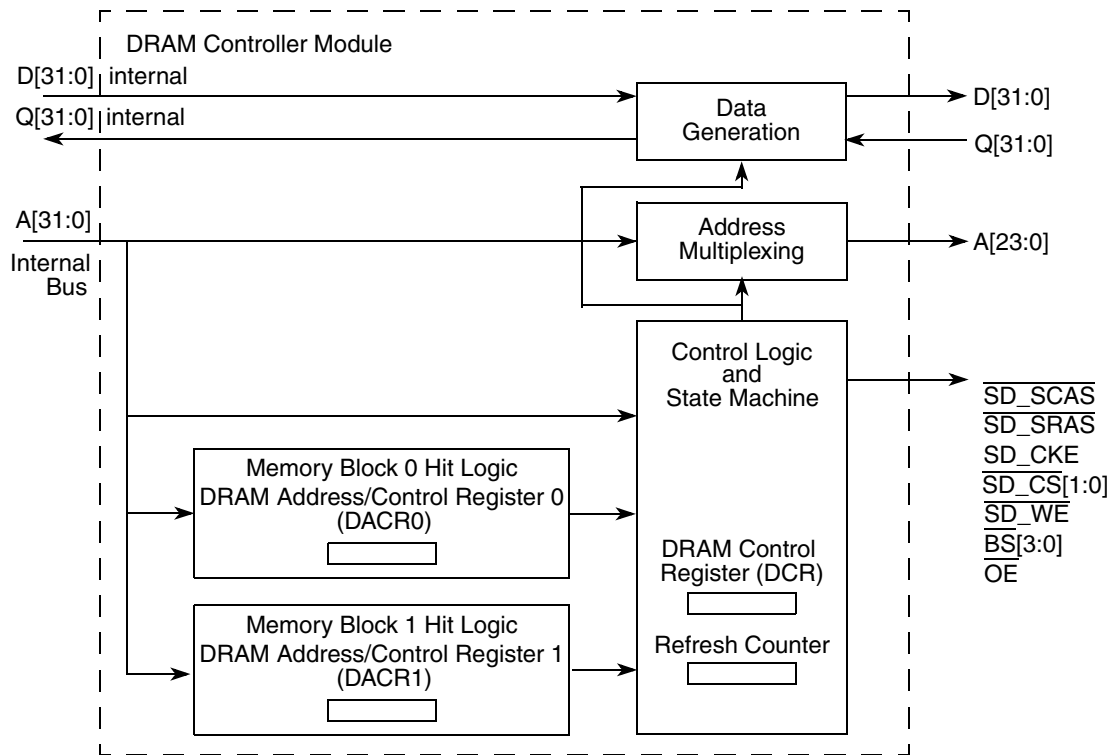 DRAM Controller Module
D[31:0] internal
Q[31:0] internal
Data
Generation
D[31:0]
Q[31:0]
A[31:0]
Internal
Bus
Address
Multiplexing
A[23:0]
Control Logic
and
State Machine
SD_SCAS
SD_SRAS
SD_CKE
SD_CS[1:0]
SD_WE
BS[3:0]
OE
Memory Block 0 Hit Logic
DRAM Address/Control Register 0
(DACR0)
DRAM Control
Register (DCR)
Refresh Counter
Memory Block 1 Hit Logic
DRAM Address/Control Register 1
(DACR1)